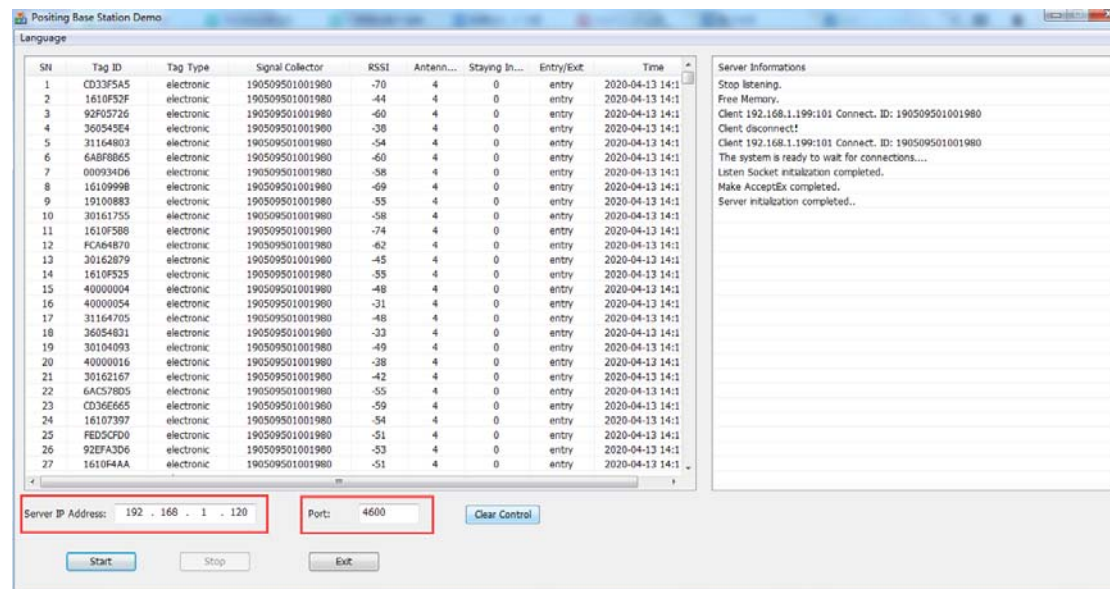 Positing Base Station Demo
Language
SN Tag ID Tag Type Signal Collector RSSI Antenn... Staying In... Entry/Exit Time
1 CD33F5A5 electronic 190509501001980 -70 4 0 entry 2020-04-13 14:1
2 1610F52F electronic 190509501001980 -44 4 0 entry 2020-04-13 14:1
3 92F05726 electronic 190509501001980 -60 4 0 entry 2020-04-13 14:1
4 360545E4 electronic 190509501001980 -38 4 0 entry 2020-04-13 14:1
5 31164803 electronic 190509501001980 -54 4 0 entry 2020-04-13 14:1
6 6ABF8B65 electronic 190509501001980 -60 4 0 entry 2020-04-13 14:1
7 000934D6 electronic 190509501001980 -58 4 0 entry 2020-04-13 14:1
8 1610999B electronic 190509501001980 -69 4 0 entry 2020-04-13 14:1
9 19100883 electronic 190509501001980 -55 4 0 entry 2020-04-13 14:1
10 30161755 electronic 190509501001980 -58 4 0 entry 2020-04-13 14:1
11 1610F5B8 electronic 190509501001980 -74 4 0 entry 2020-04-13 14:1
12 FCA64B70 electronic 190509501001980 -62 4 0 entry 2020-04-13 14:1
13 30162879 electronic 190509501001980 -45 4 0 entry 2020-04-13 14:1
14 1610F525 electronic 190509501001980 -55 4 0 entry 2020-04-13 14:1
15 40000004 electronic 190509501001980 -48 4 0 entry 2020-04-13 14:1
16 40000054 electronic 190509501001980 -31 4 0 entry 2020-04-13 14:1
17 31164705 electronic 190509501001980 -48 4 0 entry 2020-04-13 14:1
18 36054831 electronic 190509501001980 -33 4 0 entry 2020-04-13 14:1
19 30104093 electronic 190509501001980 -49 4 0 entry 2020-04-13 14:1
20 40000016 electronic 190509501001980 -38 4 0 entry 2020-04-13 14:1
21 30162167 electronic 190509501001980 -42 4 0 entry 2020-04-13 14:1
22 6AC578D5 electronic 190509501001980 -55 4 0 entry 2020-04-13 14:1
23 CD36E665 electronic 190509501001980 -59 4 0 entry 2020-04-13 14:1
24 16107397 electronic 190509501001980 -54 4 0 entry 2020-04-13 14:1
25 FED5CFD0 electronic 190509501001980 -51 4 0 entry 2020-04-13 14:1
26 92EFA3D6 electronic 190509501001980 -53 4 0 entry 2020-04-13 14:1
27 1610F4AA electronic 190509501001980 -51 4 0 entry 2020-04-13 14:1
Server Informations
Stop listening.
Free Memory.
Client 192.168.1.199:101 Connect. ID: 190509501001980
Client disconnect!
Client 192.168.1.199:101 Connect. ID: 190509501001980
The system is ready to wait for connections....
Listen Socket initialization completed.
Make AcceptEx completed.
Server initialization completed..
Server IP Address: 192 . 168 . 1 . 120 Port: 4600 Clear Control
Start Stop Exit